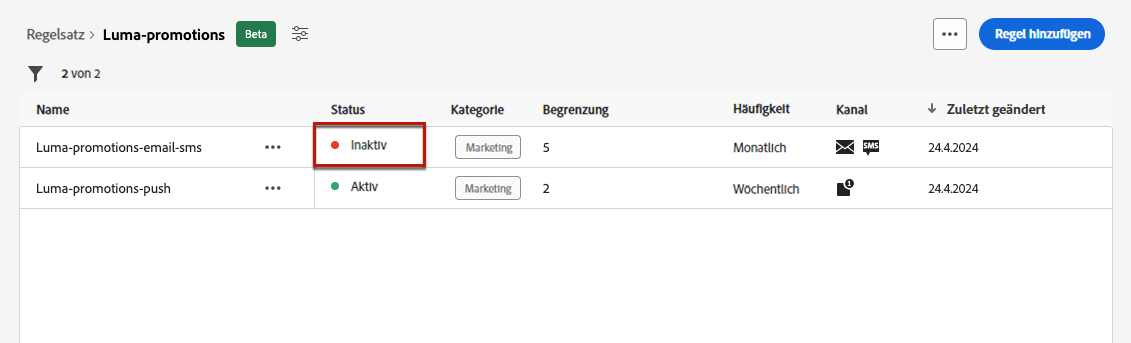 Regelsatz > Luma-promotions Beta ... Regel hinzufügen
2 von 2
Name Status Kategorie Begrenzung Häufigkeit Kanal ↓ Zuletzt geändert
Luma-promotions-email-sms ... Inaktiv Marketing 5 Monatlich SMS 24.4.2024
Luma-promotions-push ... Aktiv Marketing 2 Wöchentlich 1 24.4.2024